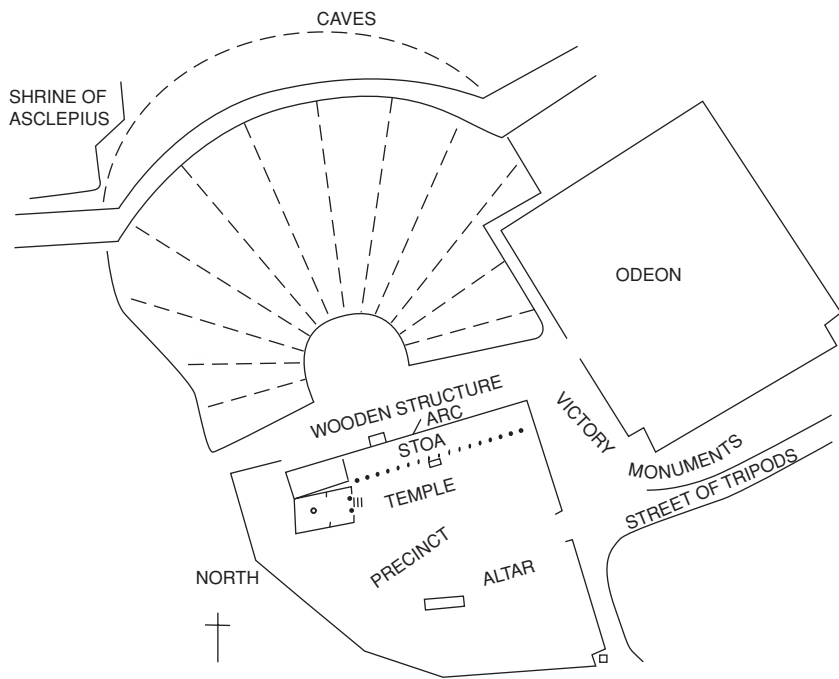 CAVES
SHRINE OF
ASCLEPIUS
ODEON
WOODEN STRUCTURE
ARC
STOA
VICTORY
MONUMENTS
STREET OF TRIPODS
TEMPLE
PRECINCT
ALTAR
NORTH